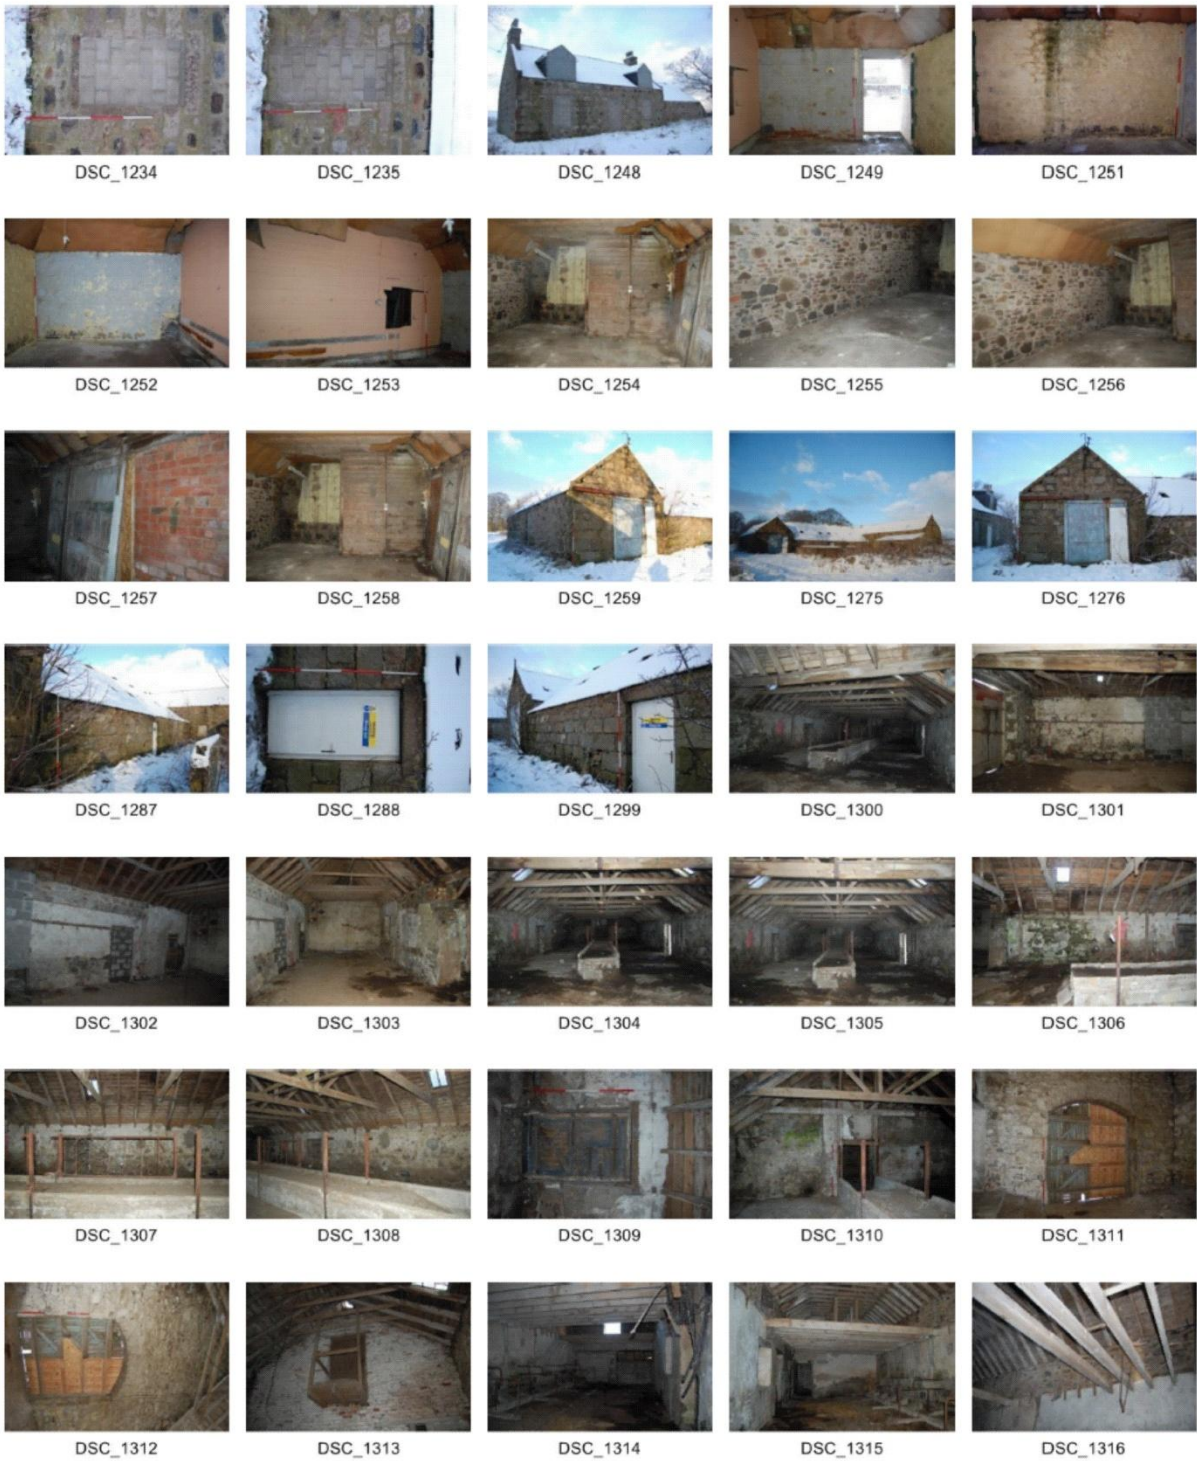 DSC_1234 DSC_1235 DSC_1248 DSC_1249 DSC_1251
DSC_1252 DSC_1253 DSC_1254 DSC_1255 DSC_1256
DSC_1257 DSC_1258 DSC_1259 DSC_1275 DSC_1276
DSC_1287 DSC_1288 DSC_1299 DSC_1300 DSC_1301
DSC_1302 DSC_1303 DSC_1304 DSC_1305 DSC_1306
DSC_1307 DSC_1308 DSC_1309 DSC_1310 DSC_1311
DSC_1312 DSC_1313 DSC_1314 DSC_1315 DSC_1316